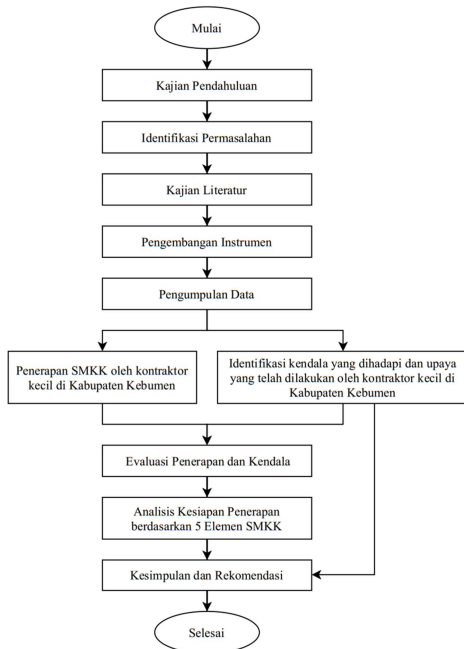 Mulai
Kajian Pendahuluan
Identifikasi Permasalahan
Kajian Literatur
Pengembangan Instrumen
Pengumpulan Data
Penerapan SMKK oleh kontraktor
kecil di Kabupaten Kebumen
Identifikasi kendala yang dihadapi dan upaya
yang telah dilakukan oleh kontraktor kecil di
Kabupaten Kebumen
Evaluasi Penerapan dan Kendala
Analisis Kesiapan Penerapan
berdasarkan 5 Elemen SMKK
Kesimpulan dan Rekomendasi
Selesai